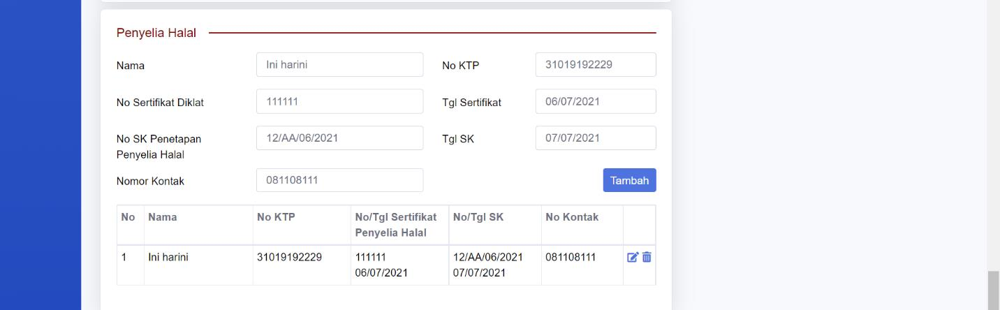 Penyelia Halal
Nama
Ini harini
No KTP
31019192229
No Sertifikat Diklat
111111
Tgl Sertifikat
06/07/2021
No SK Penetapan
Penyelia Halal
12/AA/06/2021
Tgl SK
07/07/2021
Nomor Kontak
081108111
Tambah
No
Nama
No KTP
No/Tgl Sertifikat
Penyelia Halal
No/Tgl SK
No Kontak
1
Ini harini
31019192229
111111
06/07/2021
12/AA/06/2021
07/07/2021
081108111